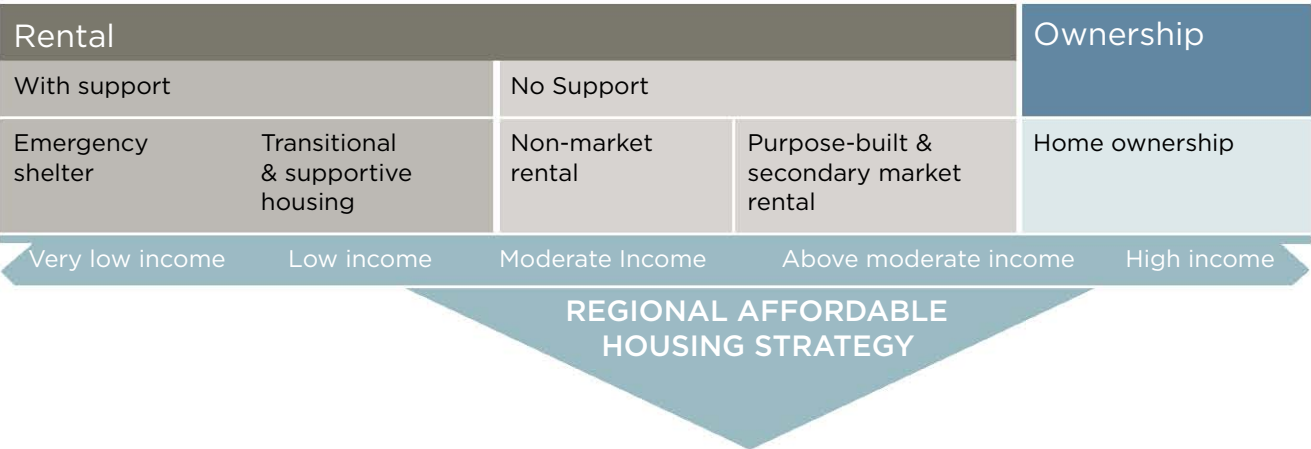 Rental
Ownership
With support
No Support
Emergency
shelter
Transitional
& supportive
housing
Non-market
rental
Purpose-built &
secondary market
rental
Home ownership
Very low income
Low income
Moderate Income
Above moderate income
High income
REGIONAL AFFORDABLE
HOUSING STRATEGY